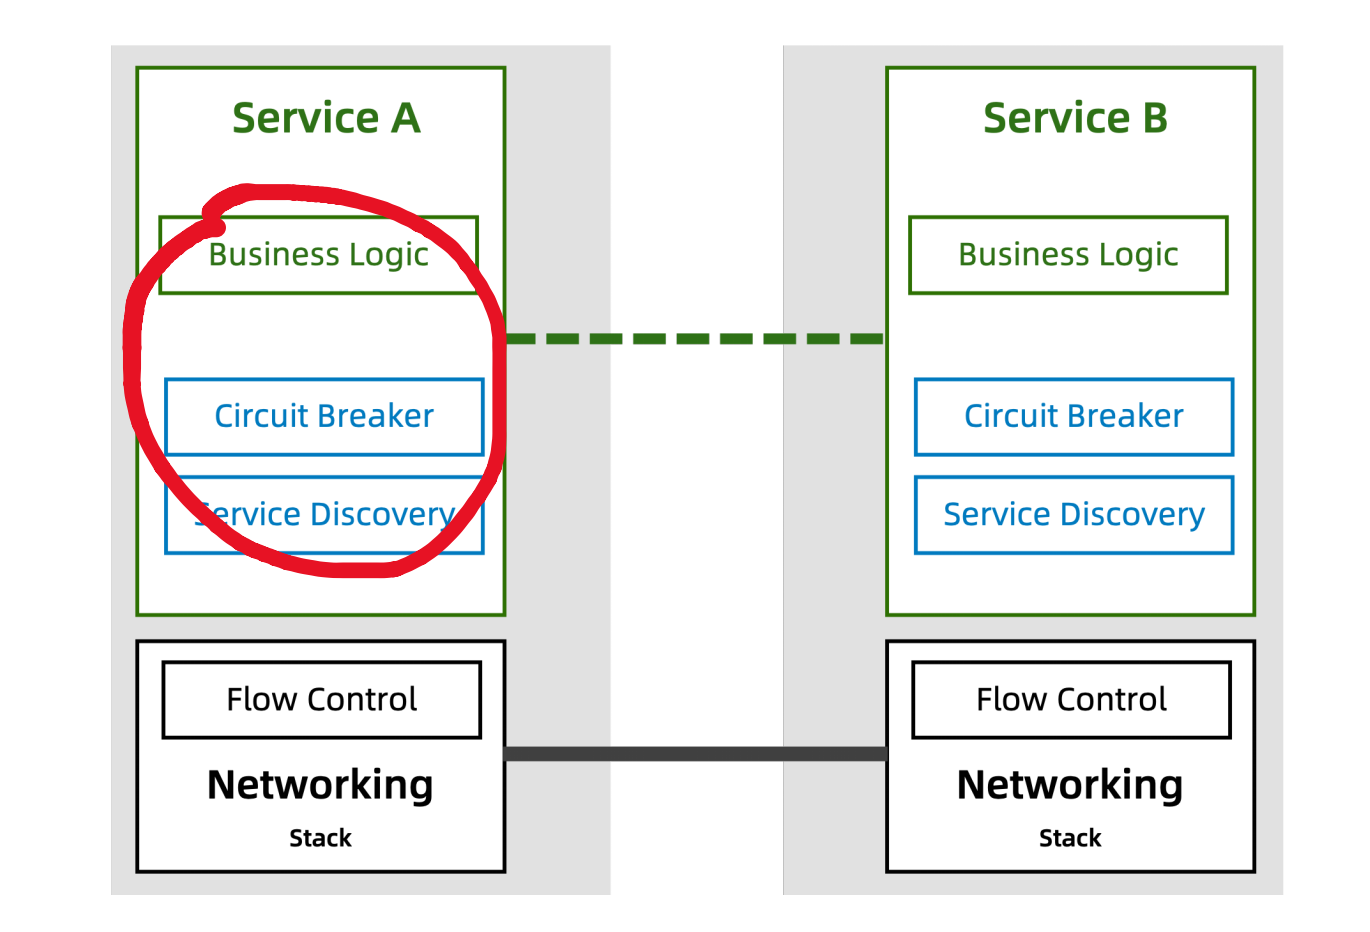 Service A
Business Logic
Circuit Breaker
Service Discovery
Flow Control
Networking
Stack
Service B
Business Logic
Circuit Breaker
Service Discovery
Flow Control
Networking
Stack